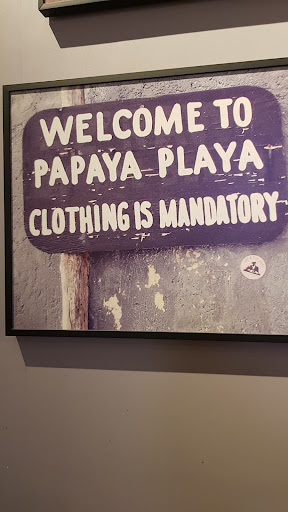 WELCOME TO
PAPAYA PLAYA
CLOTHING IS MANDATORY